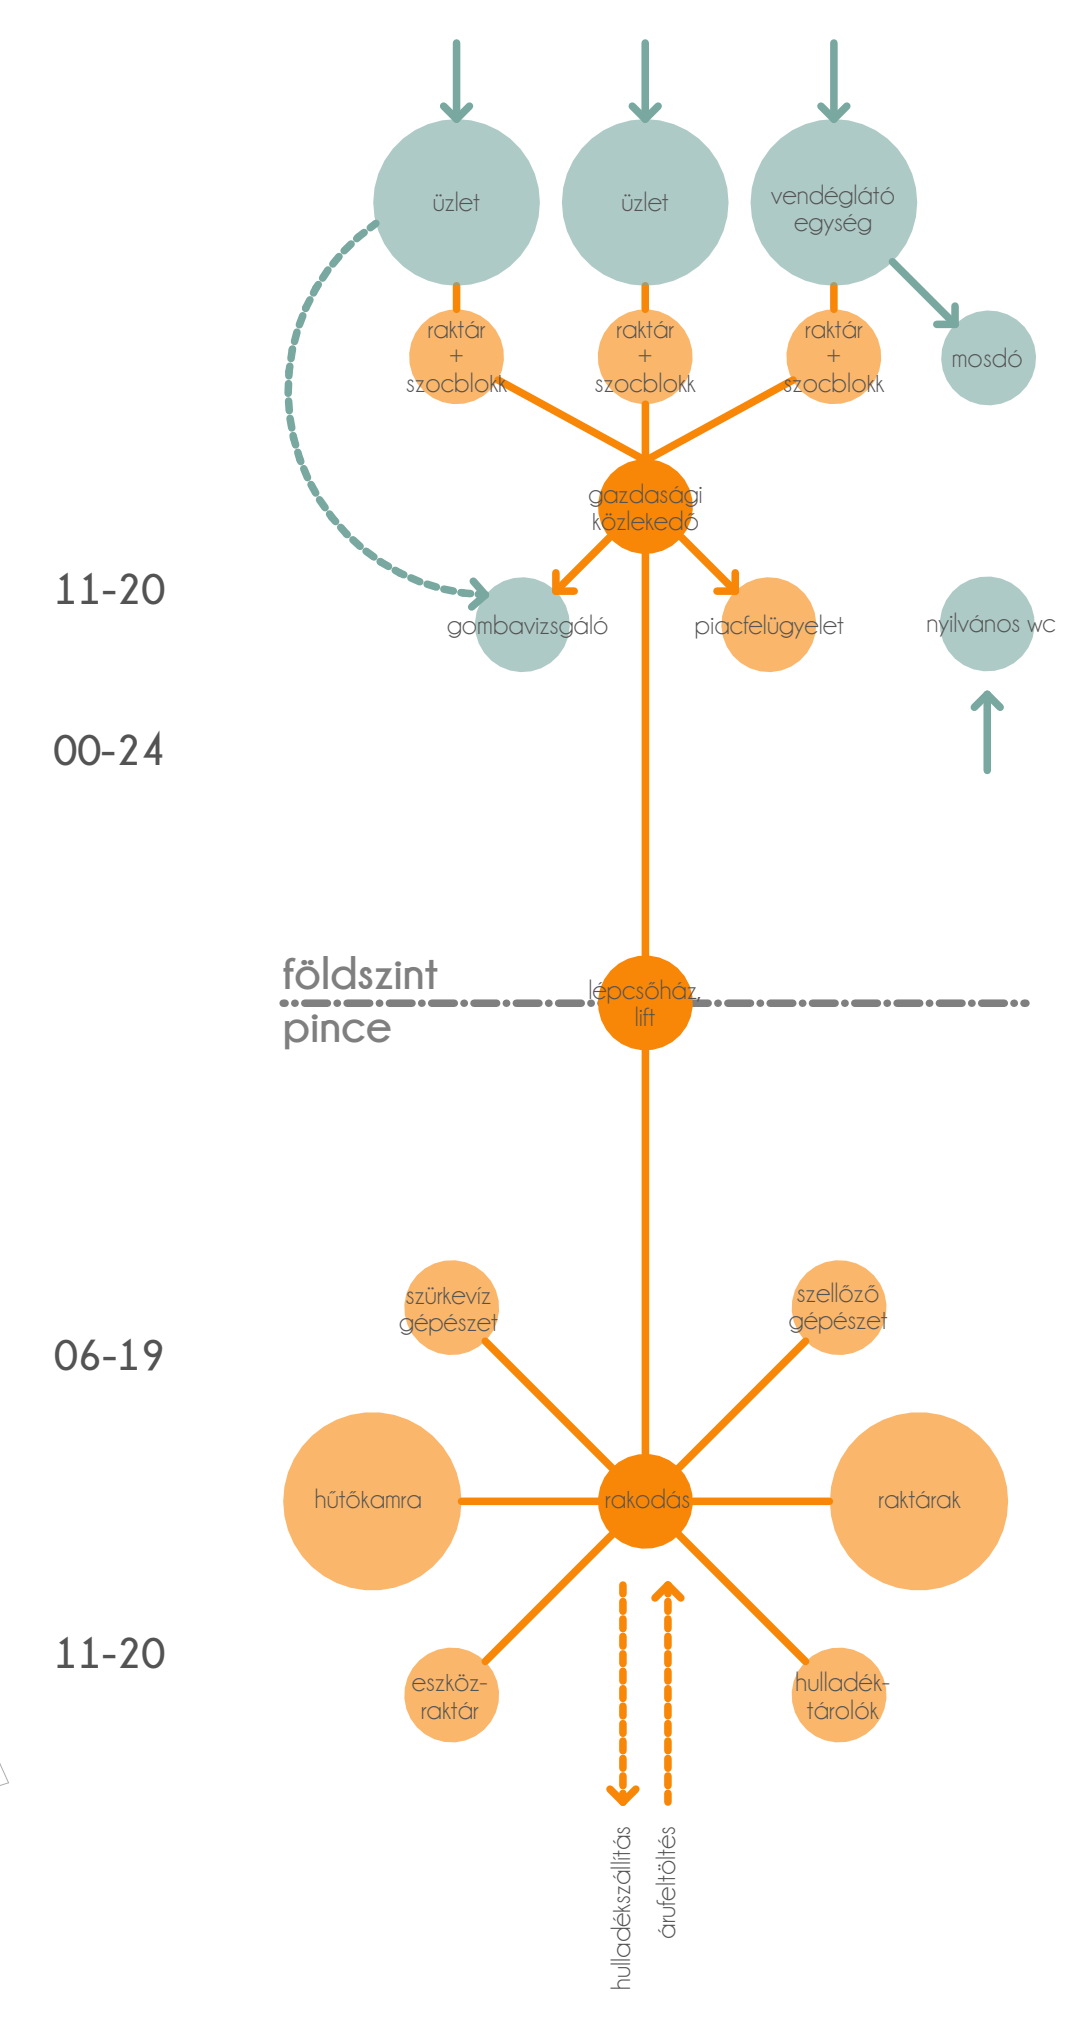 üzlet
üzlet
vendéglátó
egység
raktár
+
szocblokk
raktár
+
szocblokk
raktár
+
szocblokk
mosdó
gazdasági
közlekedő
11-20
gombavizsgáló
piacfelügyelet
nyilvános wc
00-24
földszint
pince
lépcsőház,
lift
szürkevíz
gépészet
szellőző
gépészet
06-19
hűtőkamra
rakodás
raktárak
11-20
eszköz-
raktár
hulladék-
tárolók
hulladékszállítás
árufeltöltés